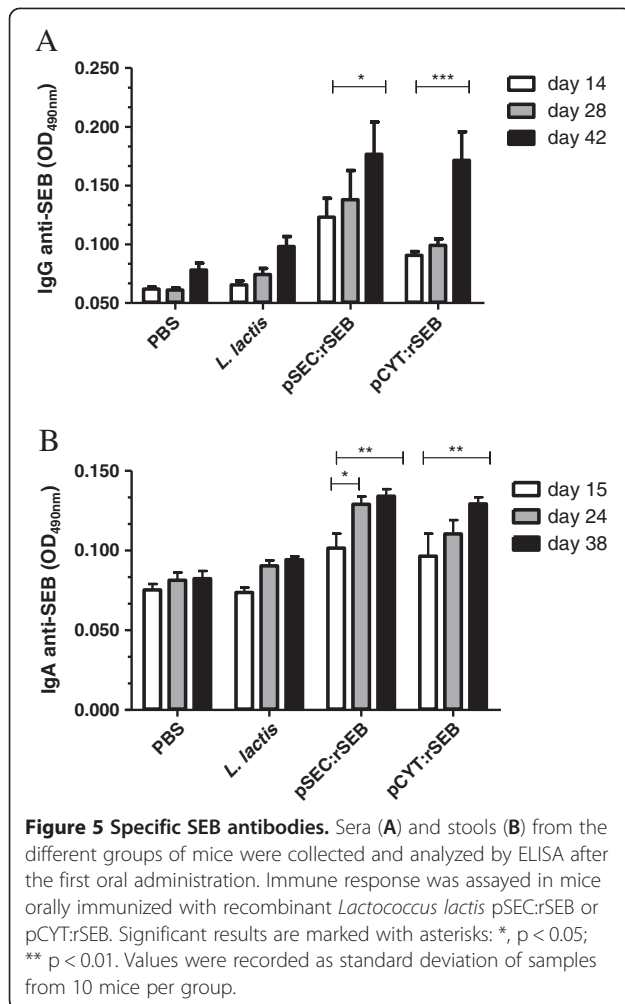 A
IgG anti-SEB (OD490nm)
0.250
0.200
0.150
0.100
0.050
* ***
day 14
day 28
day 42
PBS
L. lactis
pSEC:rSEB
pCYT:rSEB
B
IgA anti-SEB (OD490nm)
0.150
0.100
0.050
0.000
** **
*
day 15
day 24
day 38
PBS
L. lactis
pSEC:rSEB
pCYT:rSEB
Figure 5 Specific SEB antibodies. Sera (A) and stools (B) from the
different groups of mice were collected and analyzed by ELISA after
the first oral administration. Immune response was assayed in mice
orally immunized with recombinant Lactococcus lactis pSEC:rSEB or
pCYT:rSEB. Significant results are marked with asterisks: *, p < 0.05;
** p < 0.01. Values were recorded as standard deviation of samples
from 10 mice per group.